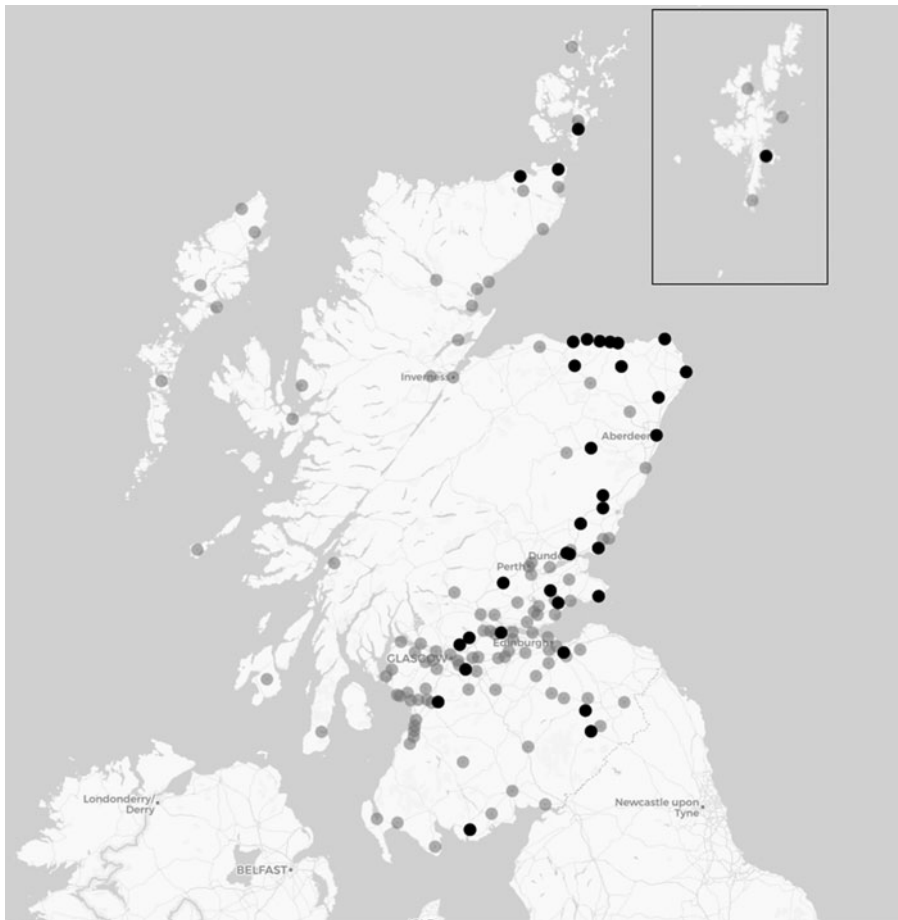 Inverness
Aberdeen
Dundee
Perth
Edinburgh
GLASGOW
Londonderry/
Derry
Newcastle upon
Tyne
BELFAST